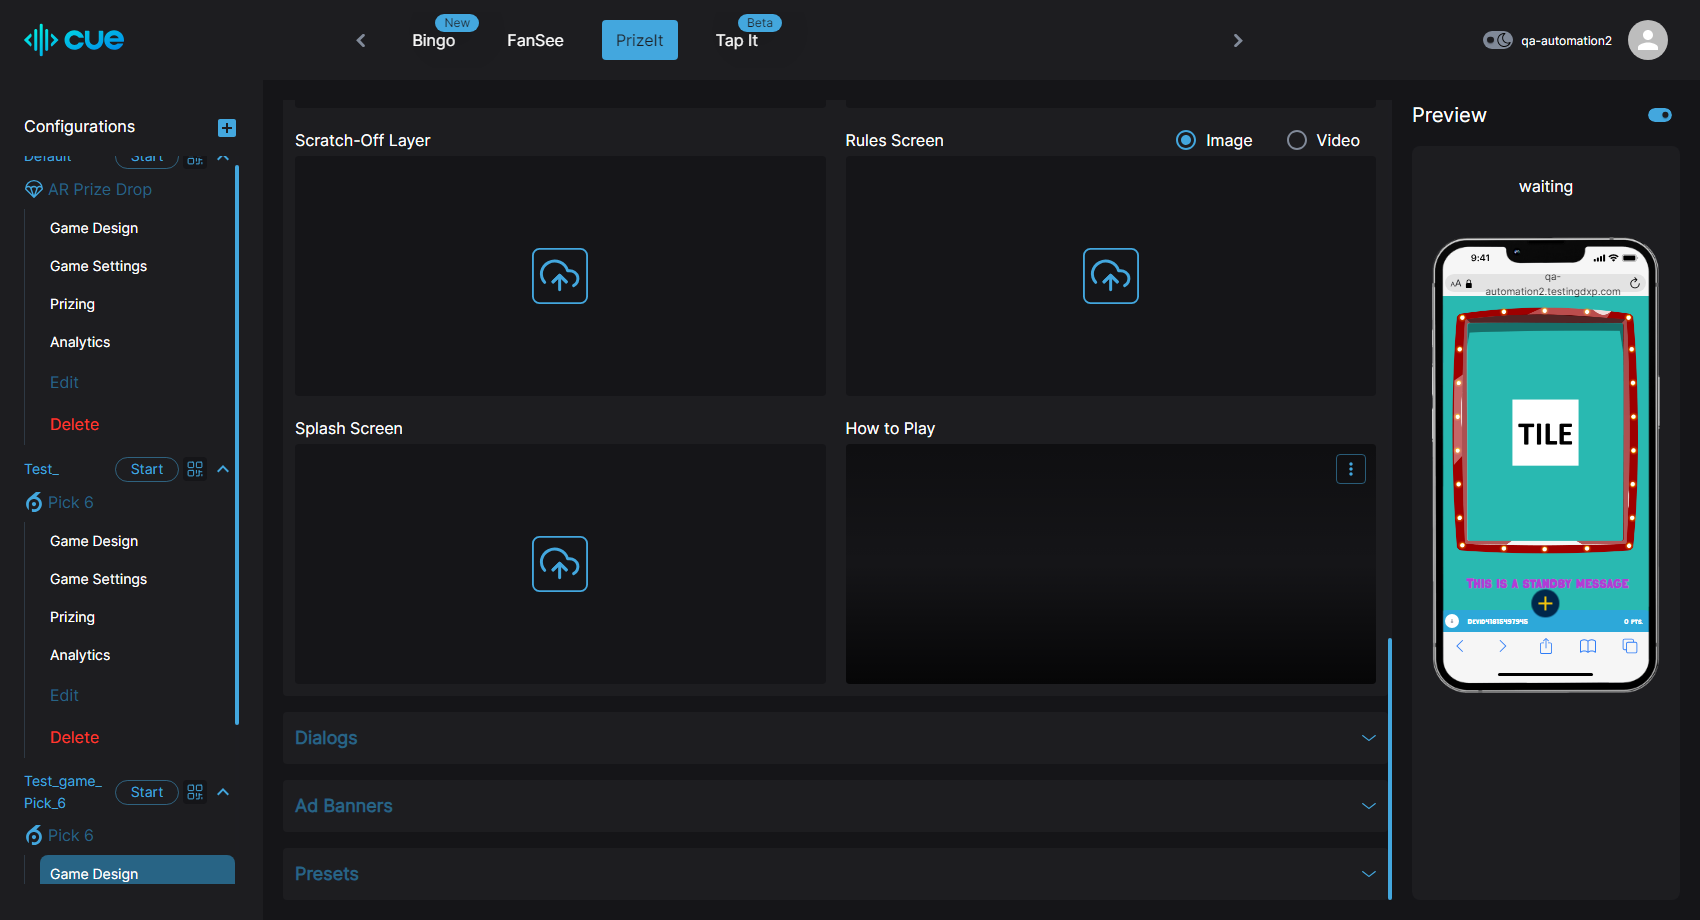 cue
New
Bingo
FanSee
PrizeIt
Beta
Tap It
qa-automation2
Configurations
Default
Start
AR Prize Drop
Game Design
Game Settings
Prizing
Analytics
Edit
Delete
Test_
Start
Pick 6
Game Design
Game Settings
Prizing
Analytics
Edit
Delete
Test_game_
Pick_6
Start
Pick 6
Game Design
Scratch-Off Layer
Rules Screen
Image
Video
Splash Screen
How to Play
Dialogs
Ad Banners
Presets
Preview
waiting
9:41
AA
qa-
automation2.testingdxp.com
TILE
THIS IS A STANDBY MESSAGE
0 PTS.